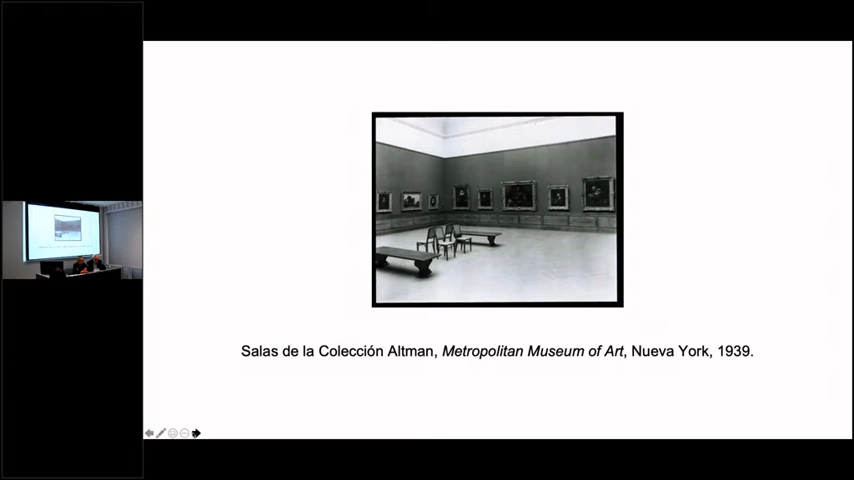 Salas de la Colección Altman, Metropolitan Museum of Art, Nueva York, 1939.